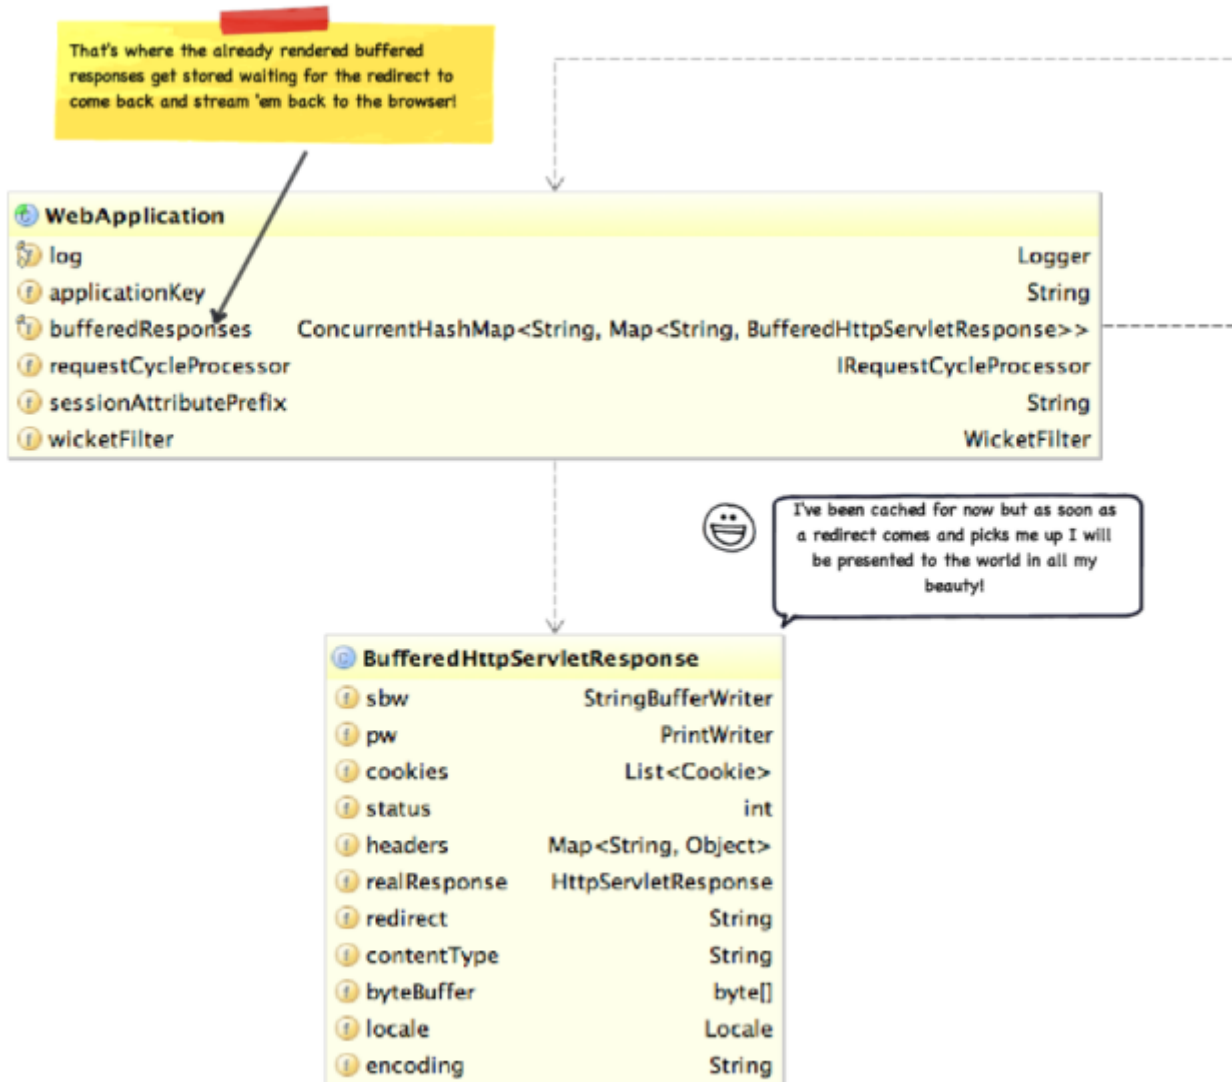 That's where the already rendered buffered
responses get stored waiting for the redirect to
come back and stream 'em back to the browser!
WebApplication
log Logger
applicationKey String
bufferedResponses ConcurrentHashMap<String, Map<String, BufferedHttpServletResponse>>
requestCycleProcessor IRequestCycleProcessor
sessionAttributePrefix String
wicketFilter WicketFilter
I've been cached for now but as soon as
a redirect comes and picks me up I will
be presented to the world in all my
beauty!
BufferedHttpServletResponse
sbw StringBufferWriter
pw PrintWriter
cookies List<Cookie>
status int
headers Map<String, Object>
realResponse HttpServletResponse
redirect String
contentType String
byteBuffer byte[]
locale Locale
encoding String